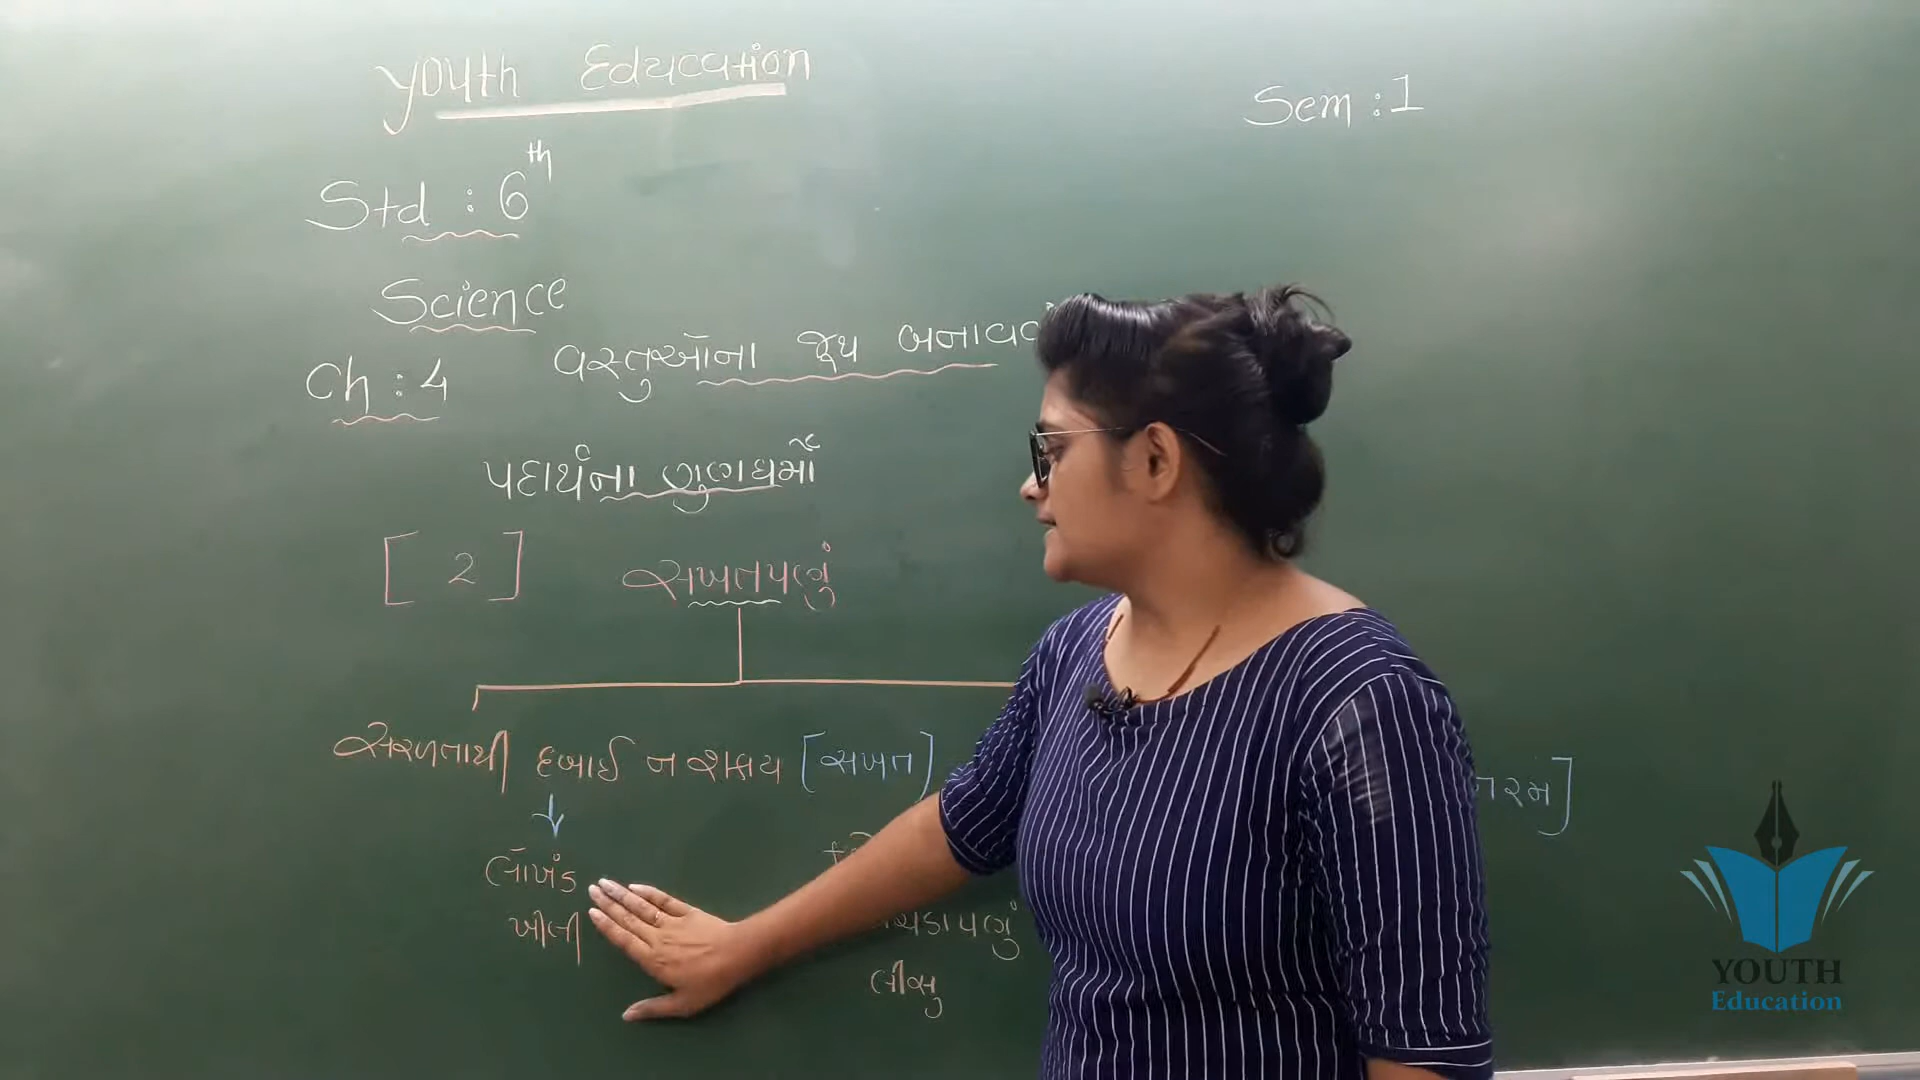 Youth Education
Sem : 1
Std : 6th
Science
Ch : 4 વસ્તુઓના જૂથ બનાવવ
પદાર્થના ગુણધર્મો
[ 2 ] સખતપણું
સરળતાથી દબાઈ ન શકાય [સખત]
નરમ]
લોખંડ
ખીલી
લીસુ
YOUTH
Education